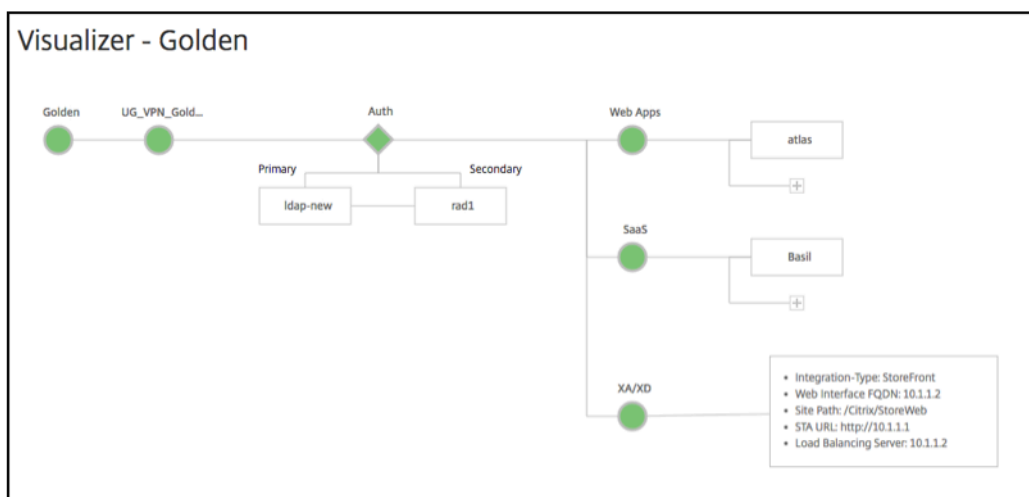 Visualizer - Golden
Golden
UG_VPN_Gold...
Auth
Web Apps
atlas
Primary
Secondary
ldap-new
rad1
SaaS
Basil
XA/XD
• Integration-Type: StoreFront
• Web Interface FQDN: 10.1.1.2
• Site Path: /Citrix/StoreWeb
• STA URL: http://10.1.1.1
• Load Balancing Server: 10.1.1.2